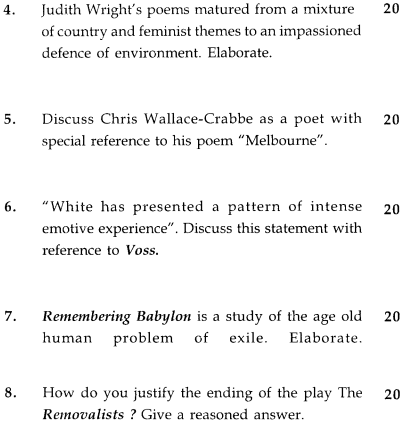 4. Judith Wright's poems matured from a mixture 20
of country and feminist themes to an impassioned
defence of environment. Elaborate.
5. Discuss Chris Wallace-Crabbe as a poet with 20
special reference to his poem "Melbourne".
6. "White has presented a pattern of intense 20
emotive experience". Discuss this statement with
reference to Voss.
7. Remembering Babylon is a study of the age old 20
human problem of exile. Elaborate.
8. How do you justify the ending of the play The 20
Removalists ? Give a reasoned answer.